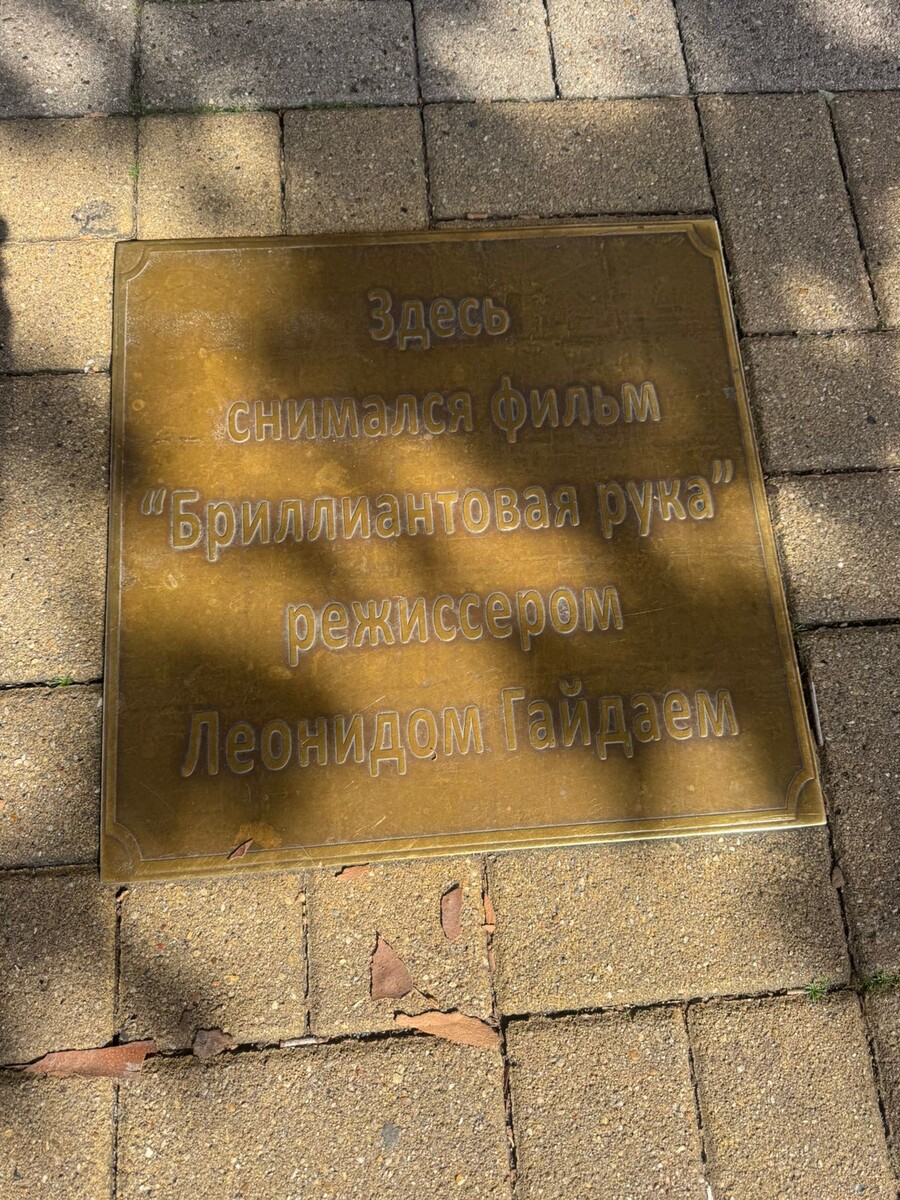 Здесь
снимался фильм
“Бриллиантовая рука”
режиссером
Леонидом Гайдаем